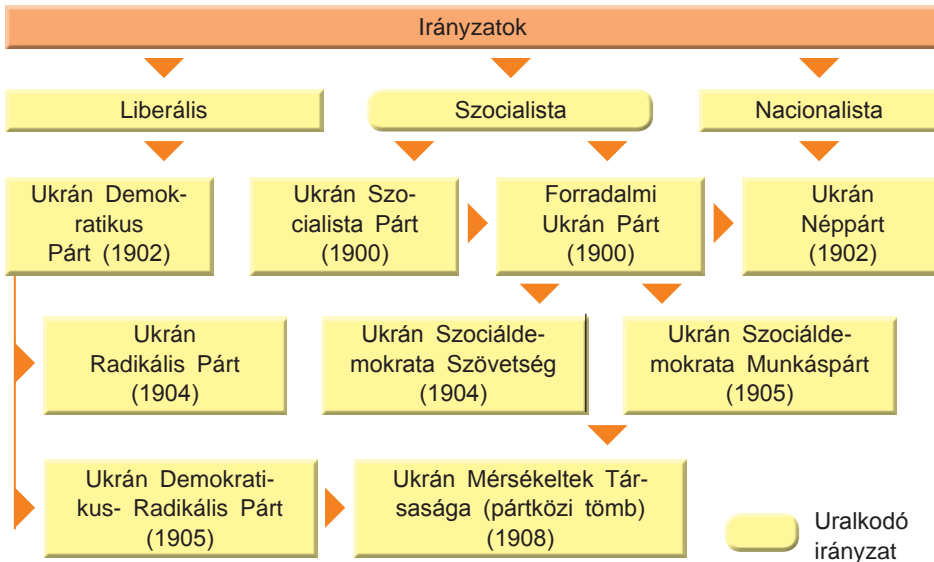 Irányzatok
Liberális
Szocialista
Nacionalista
Ukrán Demok-
ratikus
Párt (1902)
Ukrán Szo-
cialista Párt
(1900)
Forradalmi
Ukrán Párt
(1900)
Ukrán
Néppárt
(1902)
Ukrán
Radikális Párt
(1904)
Ukrán Szociálde-
mokrata Szövetség
(1904)
Ukrán Szociálde-
mokrata Munkáspárt
(1905)
Ukrán Demokrati-
kus- Radikális Párt
(1905)
Ukrán Mérsékeltek Tár-
sasága (pártközi tömb)
(1908)
Uralkodó
irányzat